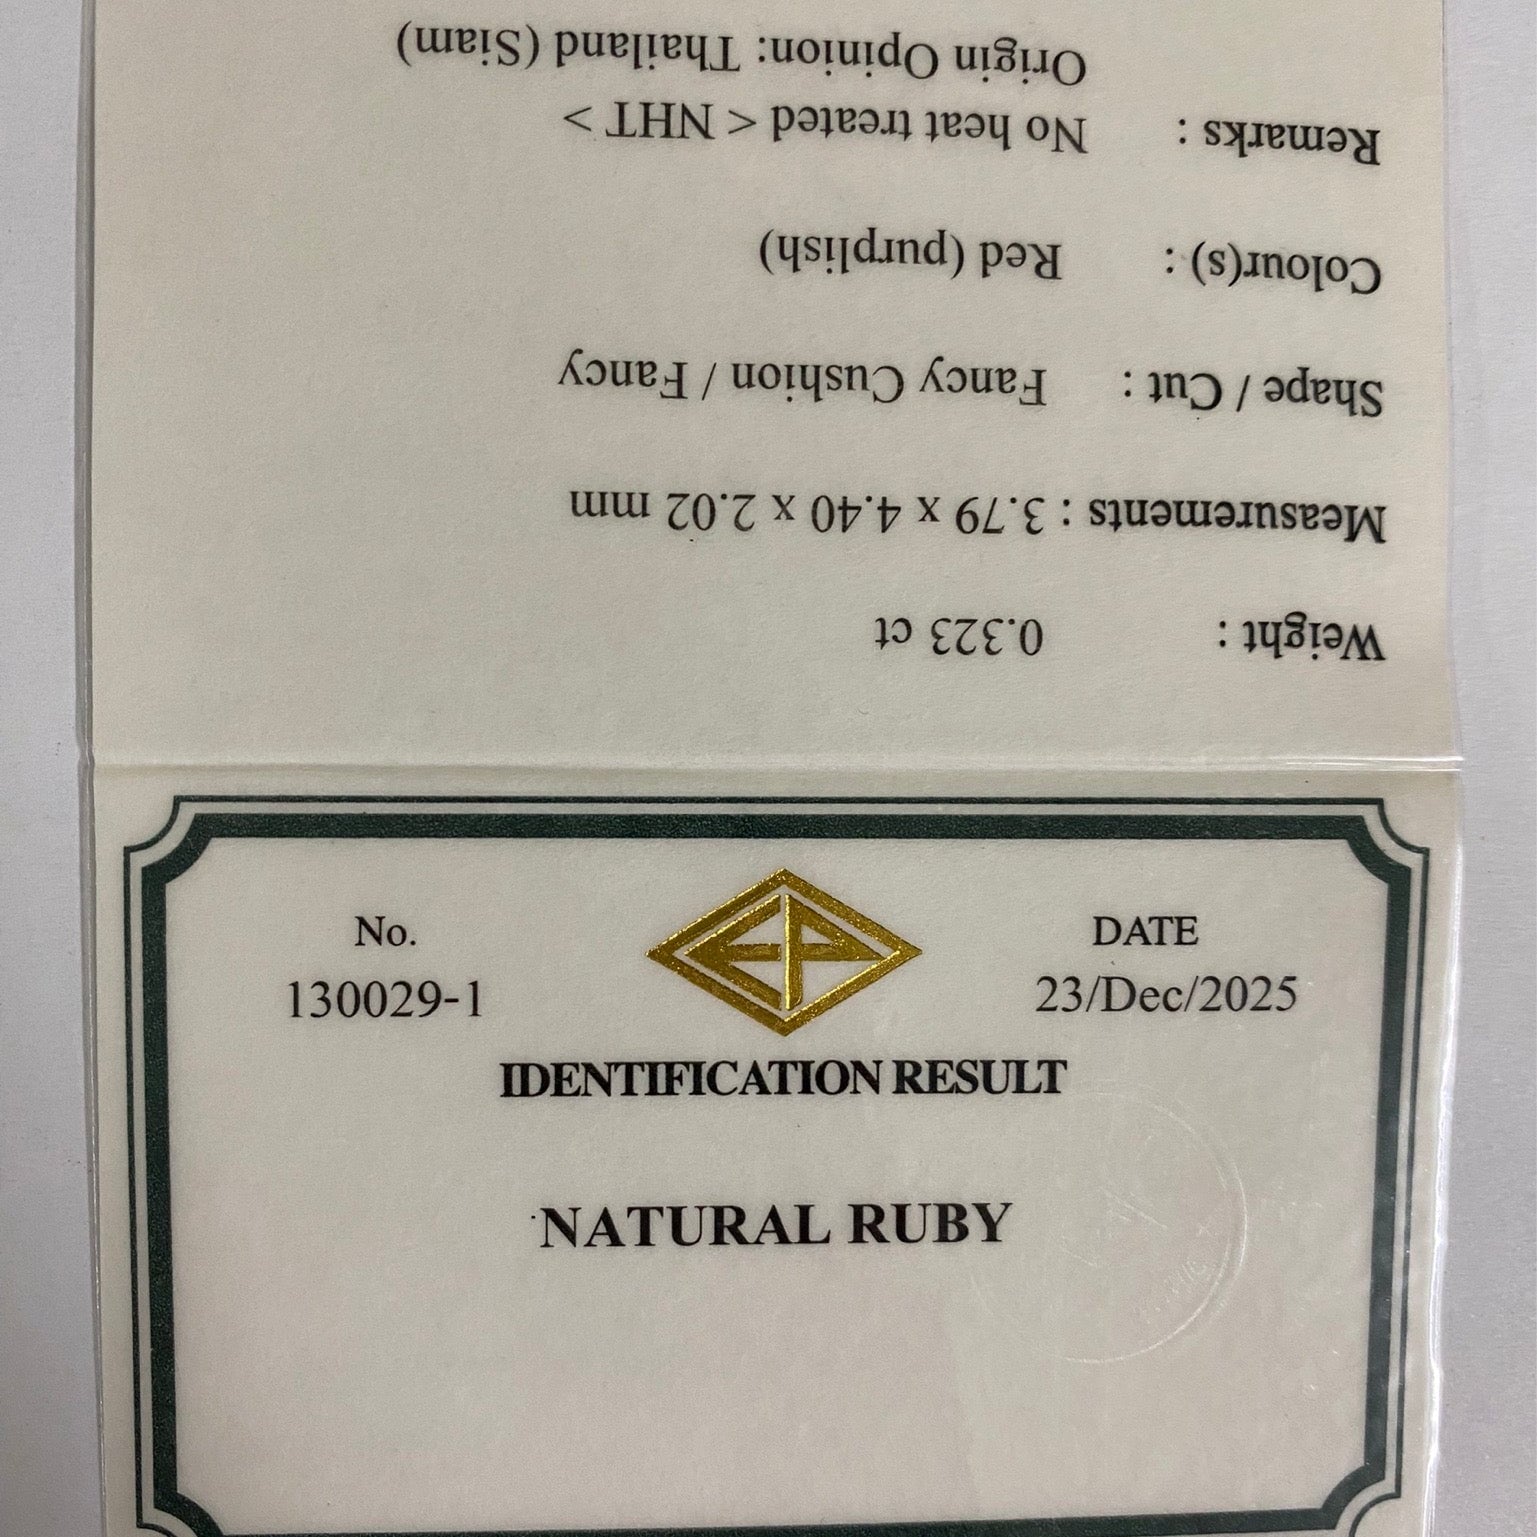 No.
130029-1
EP
DATE
23/Dec/2025
IDENTIFICATION RESULT
NATURAL RUBY
Weight : 0.323 ct
Measurements : 3.79 x 4.40 x 2.02 mm
Shape / Cut : Fancy Cushion / Fancy
Colour(s) : Red (purplish)
Remarks : No heat treated < NHT >
Origin Opinion: Thailand (Siam)